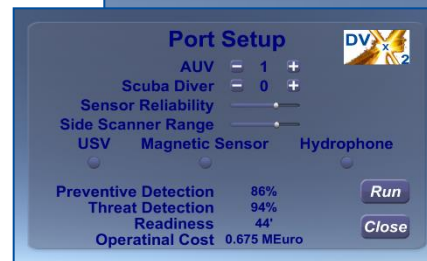 Port Setup
DV x 2
AUV - 1 +
Scuba Diver - 0 +
Sensor Reliability
Side Scanner Range
USV Magnetic Sensor Hydrophone
Preventive Detection 86%
Threat Detection 94%
Readiness 44'
Operatinal Cost 0.675 MEuro
Run
Close